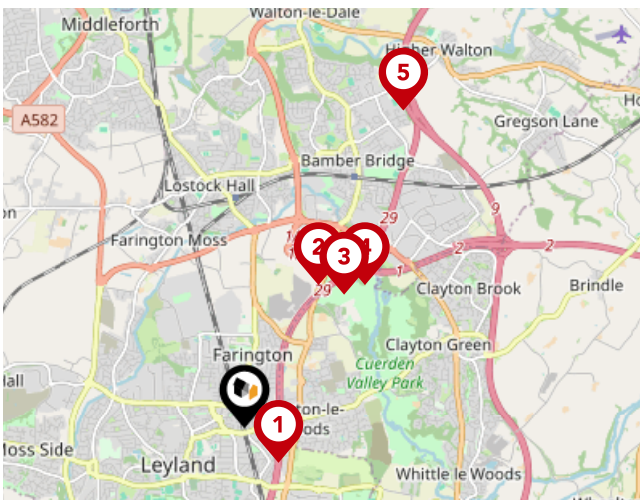 Walton-le-Dale
Middleforth
Higher Walton
5
A582
Gregson Lane
Bamber Bridge
Lostock Hall
9
29
Farington Moss
2
3
2
2
1
29
Clayton Brook
Brindle
Farington
Clayton Green
Cuerden
Valley Park
1
Moss Side
Leyland
Whittle le Woods